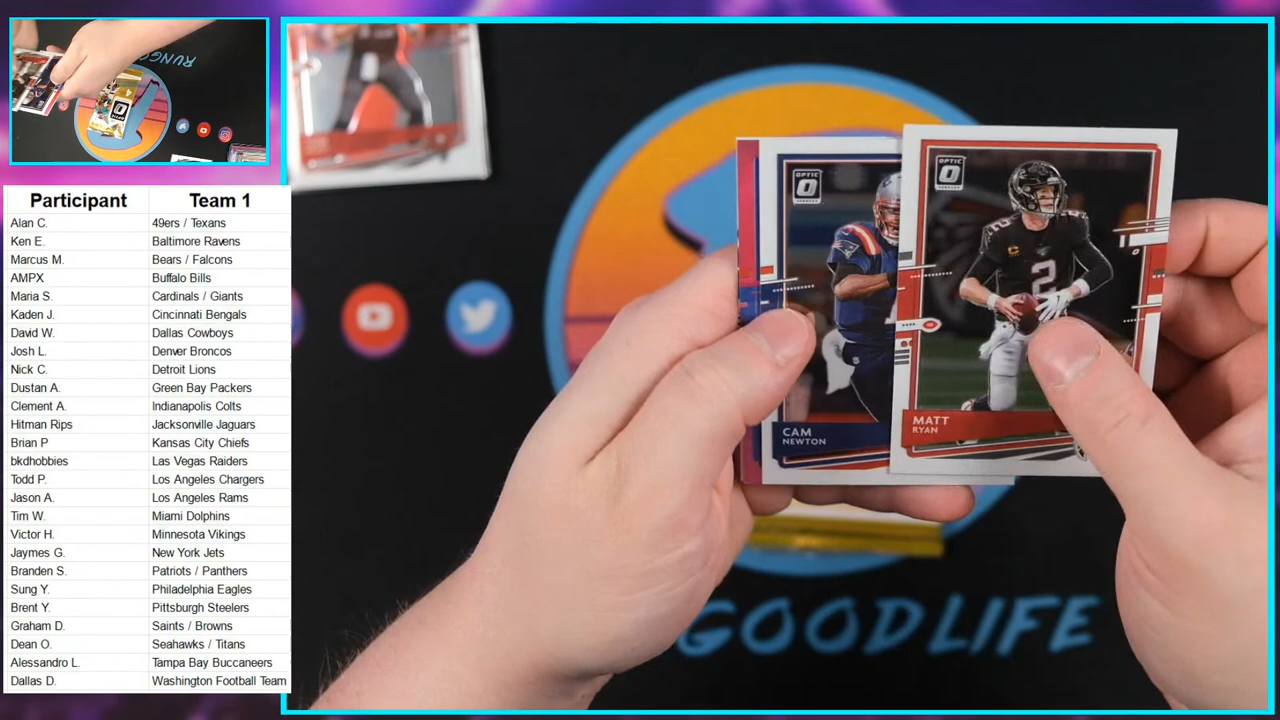 RUNGOO
OPTIC
Participant Team 1
Alan C. 49ers / Texans
Ken E. Baltimore Ravens
Marcus M. Bears / Falcons
AMPX Buffalo Bills
Maria S. Cardinals / Giants
Kaden J. Cincinnati Bengals
David W. Dallas Cowboys
Josh L. Denver Broncos
Nick C. Detroit Lions
Dustan A. Green Bay Packers
Clement A. Indianapolis Colts
Hitman Rips Jacksonville Jaguars
Brian P Kansas City Chiefs
bkdhobbies Las Vegas Raiders
Todd P. Los Angeles Chargers
Jason A. Los Angeles Rams
Tim W. Miami Dolphins
Victor H. Minnesota Vikings
Jaymes G. New York Jets
Branden S. Patriots / Panthers
Sung Y. Philadelphia Eagles
Brent Y. Pittsburgh Steelers
Graham D. Saints / Browns
Dean O. Seahawks / Titans
Alessandro L. Tampa Bay Buccaneers
Dallas D. Washington Football Team
OPTIC
CAM
NEWTON
OPTIC
2
MATT
RYAN
GOODLIFE